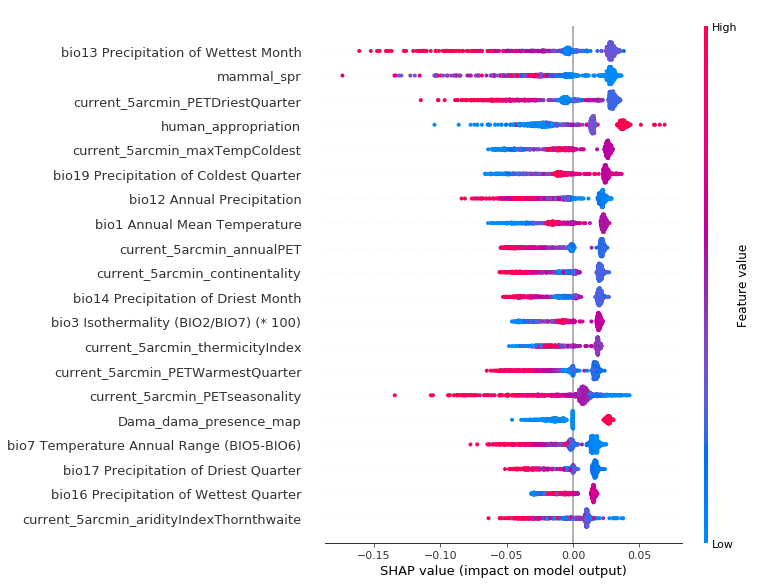 High
bio13 Precipitation of Wettest Month
mammal_spr
current_5arcmin_PETDriestQuarter
human_appropriation
current_5arcmin_maxTempColdest
bio19 Precipitation of Coldest Quarter
bio12 Annual Precipitation
bio1 Annual Mean Temperature
current_5arcmin_annualPET
current_5arcmin_continentality
bio14 Precipitation of Driest Month
bio3 Isothermality (BIO2/BIO7) (* 100)
current_5arcmin_thermicityIndex
current_5arcmin_PETWarmestQuarter
current_5arcmin_PETseasonality
Dama_dama_presence_map
bio7 Temperature Annual Range (BIO5-BIO6)
bio17 Precipitation of Driest Quarter
bio16 Precipitation of Wettest Quarter
current_5arcmin_aridityIndexThornthwaite
Feature value
Low
−0.15 −0.10 −0.05 0.00 0.05
SHAP value (impact on model output)